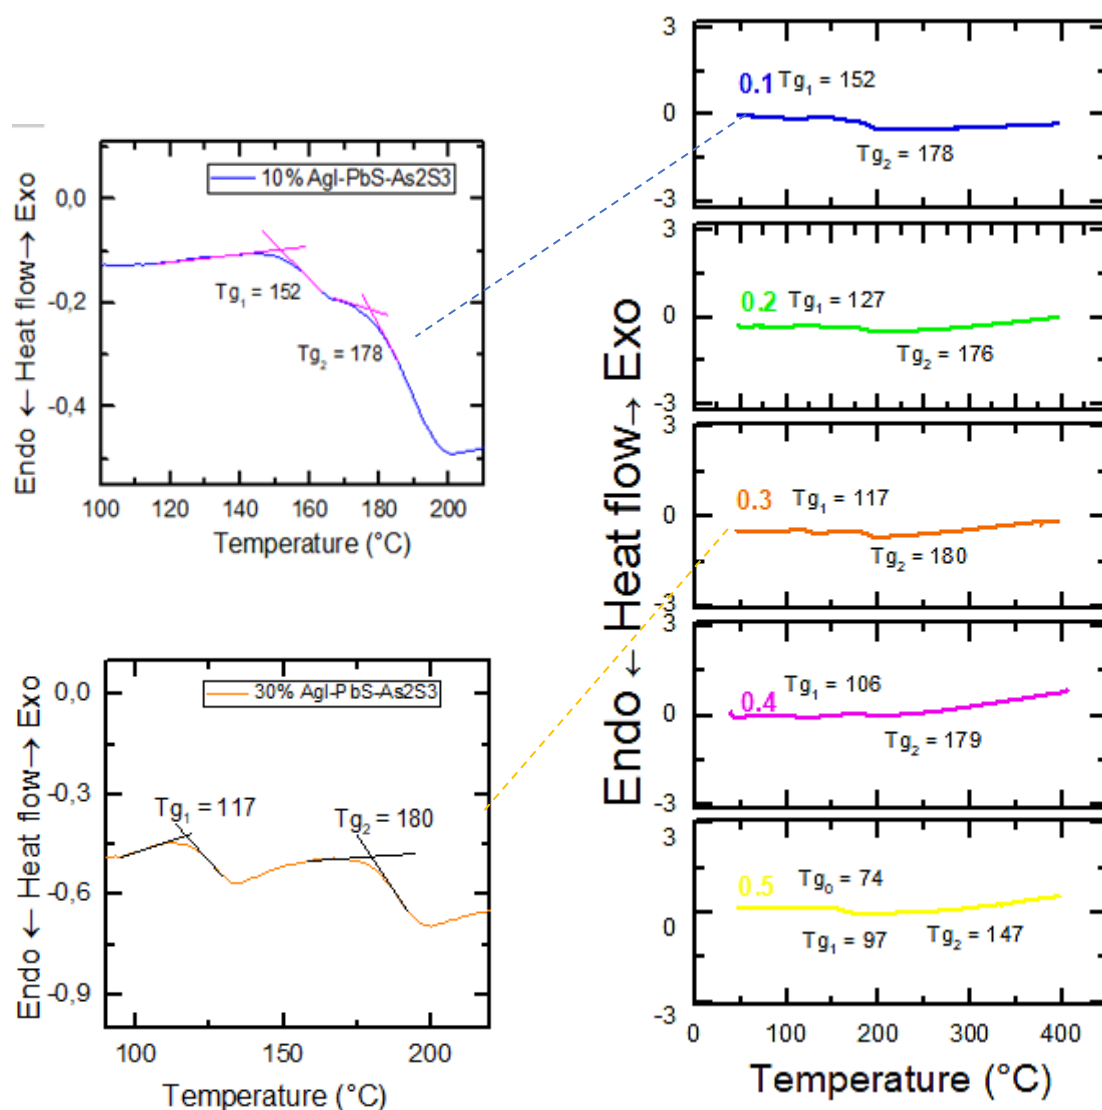 10% AgI-PbS-As2S3
Tg1 = 152
Tg2 = 178
0,0
-0,2
-0,4
100 120 140 160 180 200
Temperature (°C)
Endo ← Heat flow→ Exo
30% AgI-PbS-As2S3
Tg1 = 117
Tg2 = 180
0,0
-0,3
-0,6
-0,9
100 150 200
Temperature (°C)
Endo ← Heat flow→ Exo
Endo ← Heat flow→ Exo
3
0
-3
0 100 200 300 400
0.1 Tg1 = 152
Tg2 = 178
3
0
-3
0.2 Tg1 = 127
Tg2 = 176
3
0
-3
0.3 Tg1 = 117
Tg2 = 180
3
0
-3
0.4 Tg1 = 106
Tg2 = 179
3
0
-3
0.5 Tg0 = 74
Tg1 = 97 Tg2 = 147
0 100 200 300 400
Temperature (°C)